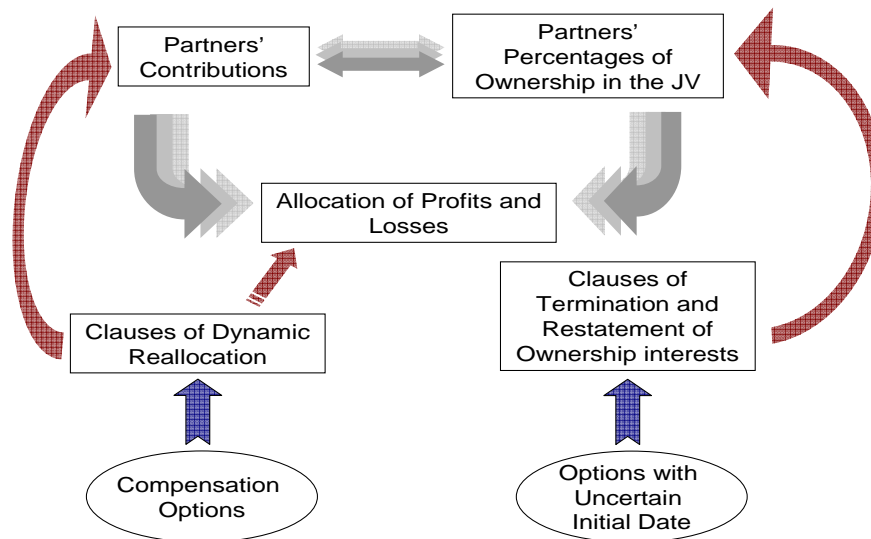 Partners'
Contributions
Partners'
Percentages of
Ownership in the JV
Allocation of Profits and
Losses
Clauses of Dynamic
Reallocation
Clauses of
Termination and
Restatement of
Ownership interests
Compensation
Options
Options with
Uncertain
Initial Date